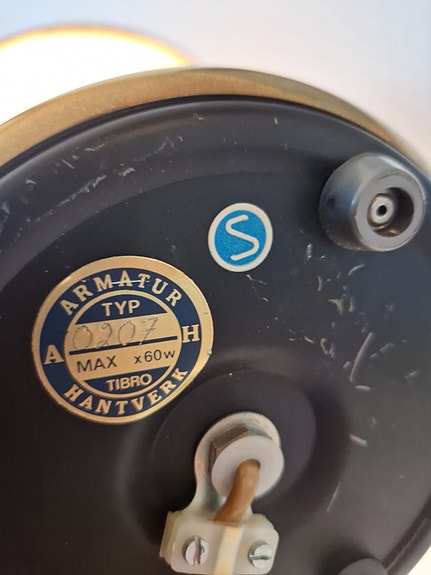 S
ARMATUR
TYP
0207
A H
MAX x60w
TIBRO
HANTVERK